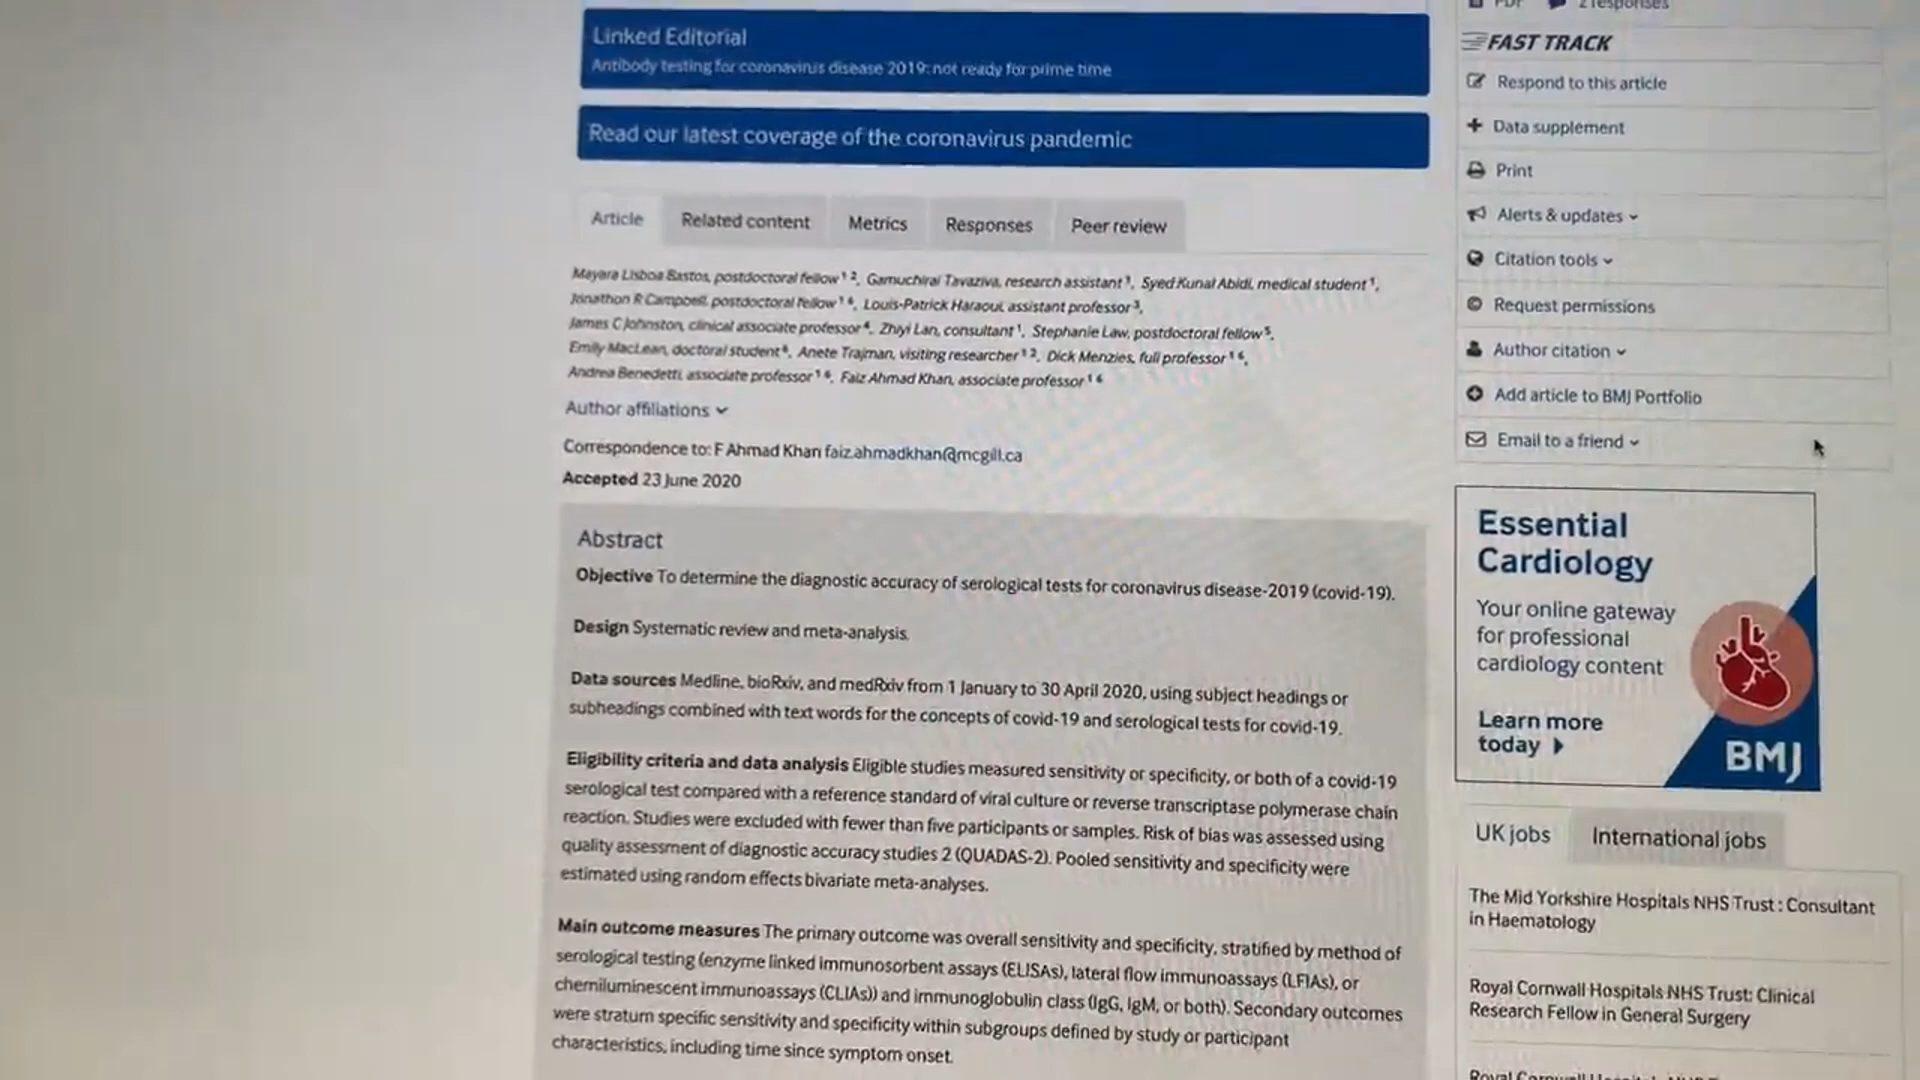 Linked Editorial
Antibody testing for coronavirus disease 2019: not ready for prime time
Read our latest coverage of the coronavirus pandemic
Article
Related content
Metrics
Responses
Peer review
Mayara Lisboa Bastos, postdoctoral fellow 1 2, Gamuchirai Tavaziva, research assistant 1, Syed Kunal Abidi, medical student 1,
Jonathon R Campbell, postdoctoral fellow 1 6, Louis-Patrick Haraoui, assistant professor 3,
James C Johnston, clinical associate professor 4, Zhiyi Lan, consultant 1, Stephanie Law, postdoctoral fellow 5,
Emily MacLean, doctoral student 6, Anete Trajman, visiting researcher 1 2, Dick Menzies, full professor 1 6,
Andrea Benedetti, associate professor 1 6, Faiz Ahmad Khan, associate professor 1 6
Author affiliations
Correspondence to: F Ahmad Khan faiz.ahmadkhan@mcgill.ca
Accepted 23 June 2020
Abstract
Objective To determine the diagnostic accuracy of serological tests for coronavirus disease-2019 (covid-19).
Design Systematic review and meta-analysis.
Data sources Medline, bioRxiv, and medRxiv from 1 January to 30 April 2020, using subject headings or
subheadings combined with text words for the concepts of covid-19 and serological tests for covid-19.
Eligibility criteria and data analysis Eligible studies measured sensitivity or specificity, or both of a covid-19
serological test compared with a reference standard of viral culture or reverse transcriptase polymerase chain
reaction. Studies were excluded with fewer than five participants or samples. Risk of bias was assessed using
quality assessment of diagnostic accuracy studies 2 (QUADAS-2). Pooled sensitivity and specificity were
estimated using random effects bivariate meta-analyses.
Main outcome measures The primary outcome was overall sensitivity and specificity, stratified by method of
serological testing (enzyme linked immunosorbent assays (ELISAs), lateral flow immunoassays (LFIAs), or
chemiluminescent immunoassays (CLIAs)) and immunoglobulin class (IgG, IgM, or both). Secondary outcomes
were stratum specific sensitivity and specificity within subgroups defined by study or participant
characteristics, including time since symptom onset.
PDF 2 responses
FAST TRACK
Respond to this article
Data supplement
Print
Alerts & updates
Citation tools
Request permissions
Author citation
Add article to BMJ Portfolio
Email to a friend
Essential
Cardiology
Your online gateway
for professional
cardiology content
Learn more
today
BMJ
UK jobs
International jobs
The Mid Yorkshire Hospitals NHS Trust : Consultant
in Haematology
Royal Cornwall Hospitals NHS Trust: Clinical
Research Fellow in General Surgery
Royal Cornwall